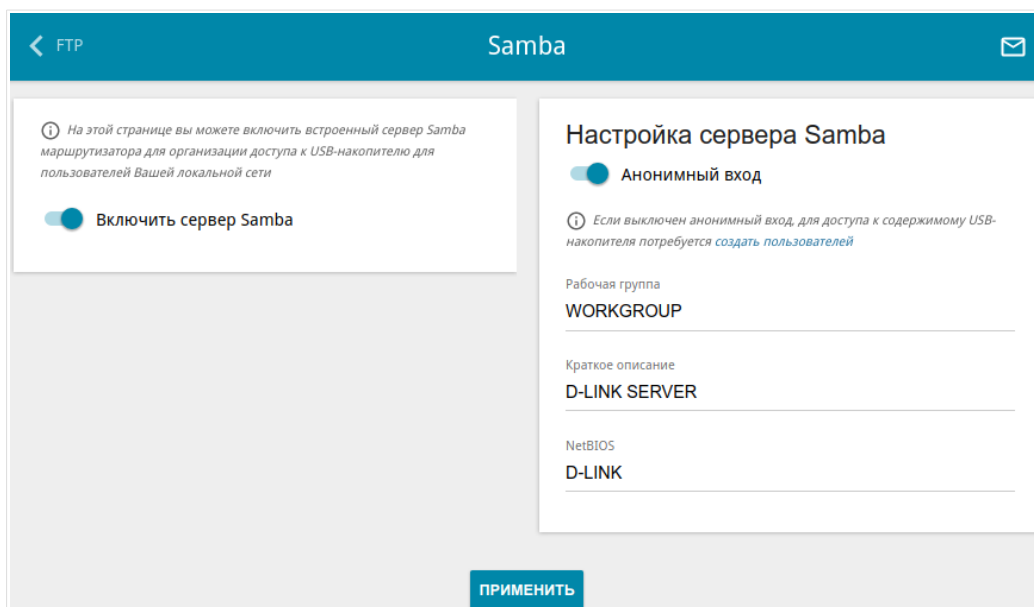 FTP
Samba
На этой странице вы можете включить встроенный сервер Samba
маршрутизатора для организации доступа к USB-накопителю для
пользователей Вашей локальной сети
Включить сервер Samba
Настройка сервера Samba
Анонимный вход
Если выключен анонимный вход, для доступа к содержимому USB-
накопителя потребуется создать пользователей
Рабочая группа
WORKGROUP
Краткое описание
D-LINK SERVER
NetBIOS
D-LINK
ПРИМЕНИТЬ